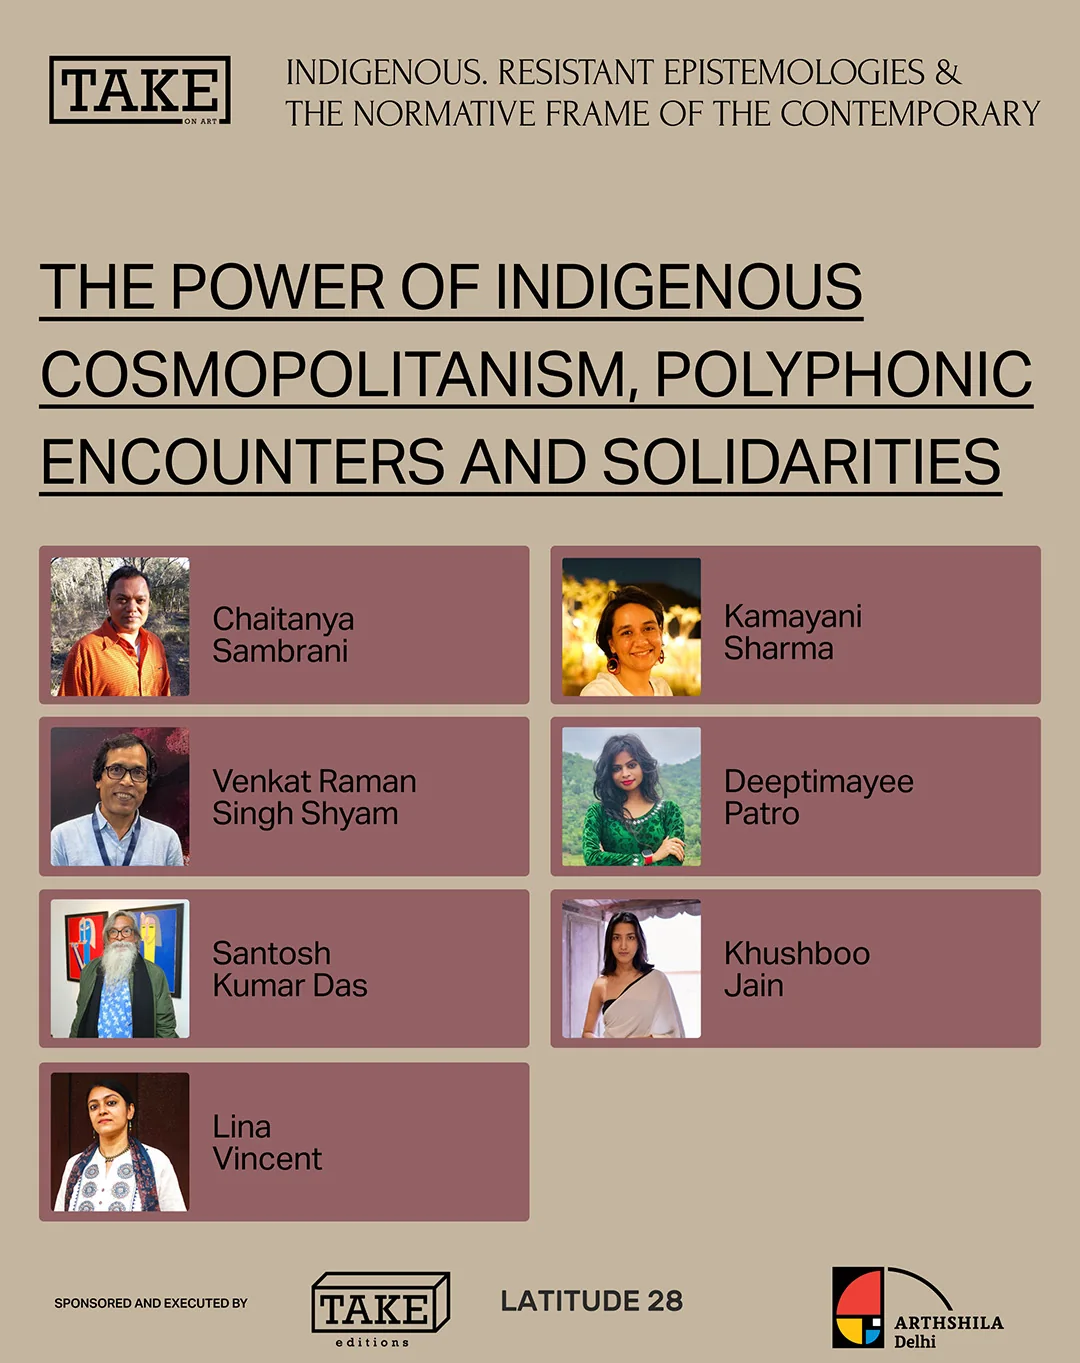 TAKE
ON ART
INDIGENOUS. RESISTANT EPISTEMOLOGIES &
THE NORMATIVE FRAME OF THE CONTEMPORARY
THE POWER OF INDIGENOUS
COSMOPOLITANISM, POLYPHONIC
ENCOUNTERS AND SOLIDARITIES
Chaitanya
Sambrani
Kamayani
Sharma
Venkat Raman
Singh Shyam
Deeptimayee
Patro
Santosh
Kumar Das
Khushboo
Jain
Lina
Vincent
SPONSORED AND EXECUTED BY
TAKE
editions
LATITUDE 28
ARTHSHILA
Delhi